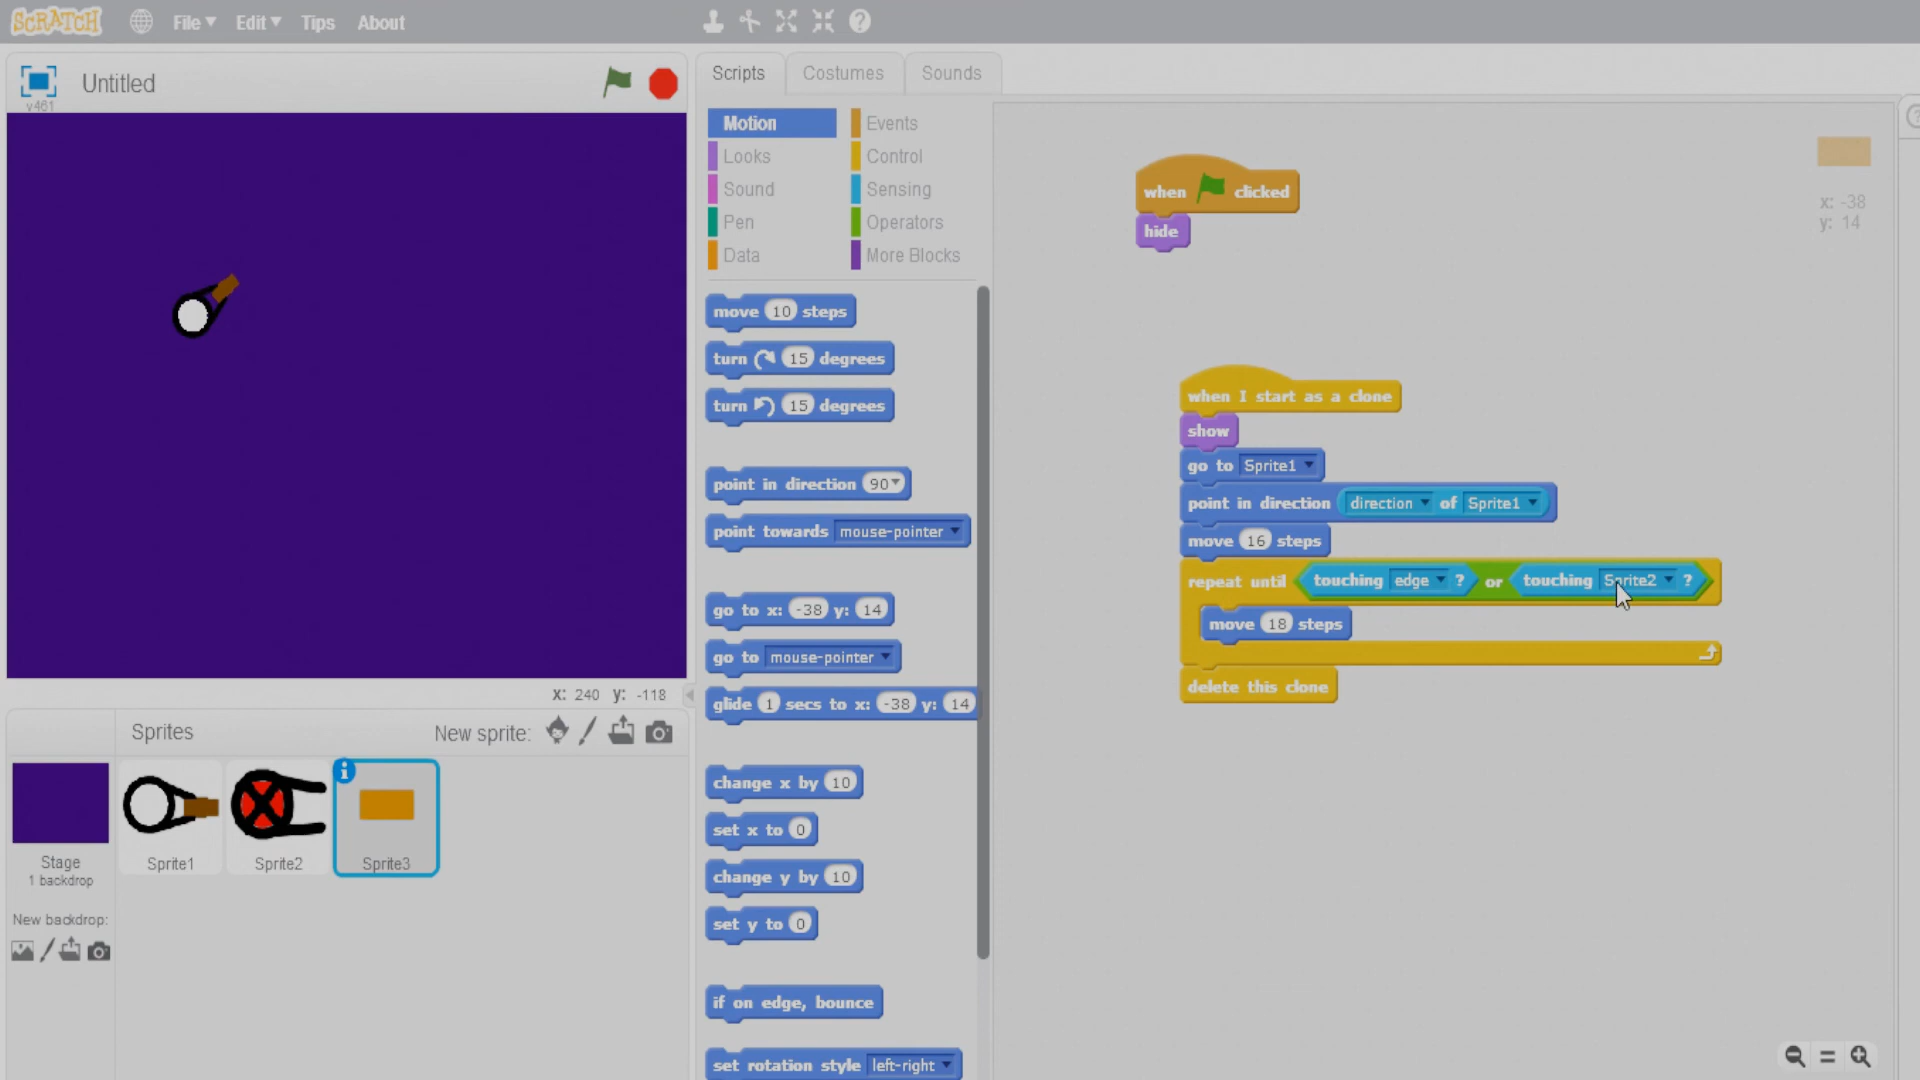 SCRATCH File Edit Tips About
v461 Untitled
Scripts Costumes Sounds
Motion Events
Looks Control
Sound Sensing
Pen Operators
Data More Blocks
move 10 steps
turn 15 degrees
turn 15 degrees
point in direction 90
point towards mouse-pointer
go to x: -38 y: 14
go to mouse-pointer
glide 1 secs to x: -38 y: 14
change x by 10
set x to 0
change y by 10
set y to 0
if on edge, bounce
set rotation style left-right
when clicked
hide
x: -38
y: 14
when I start as a clone
show
go to Sprite1
point in direction direction of Sprite1
move 16 steps
repeat until touching edge ? or touching Sprite2 ?
move 18 steps
delete this clone
x: 240 y: -118
Sprites New sprite:
Stage
1 backdrop
New backdrop:
Sprite1 Sprite2 Sprite3